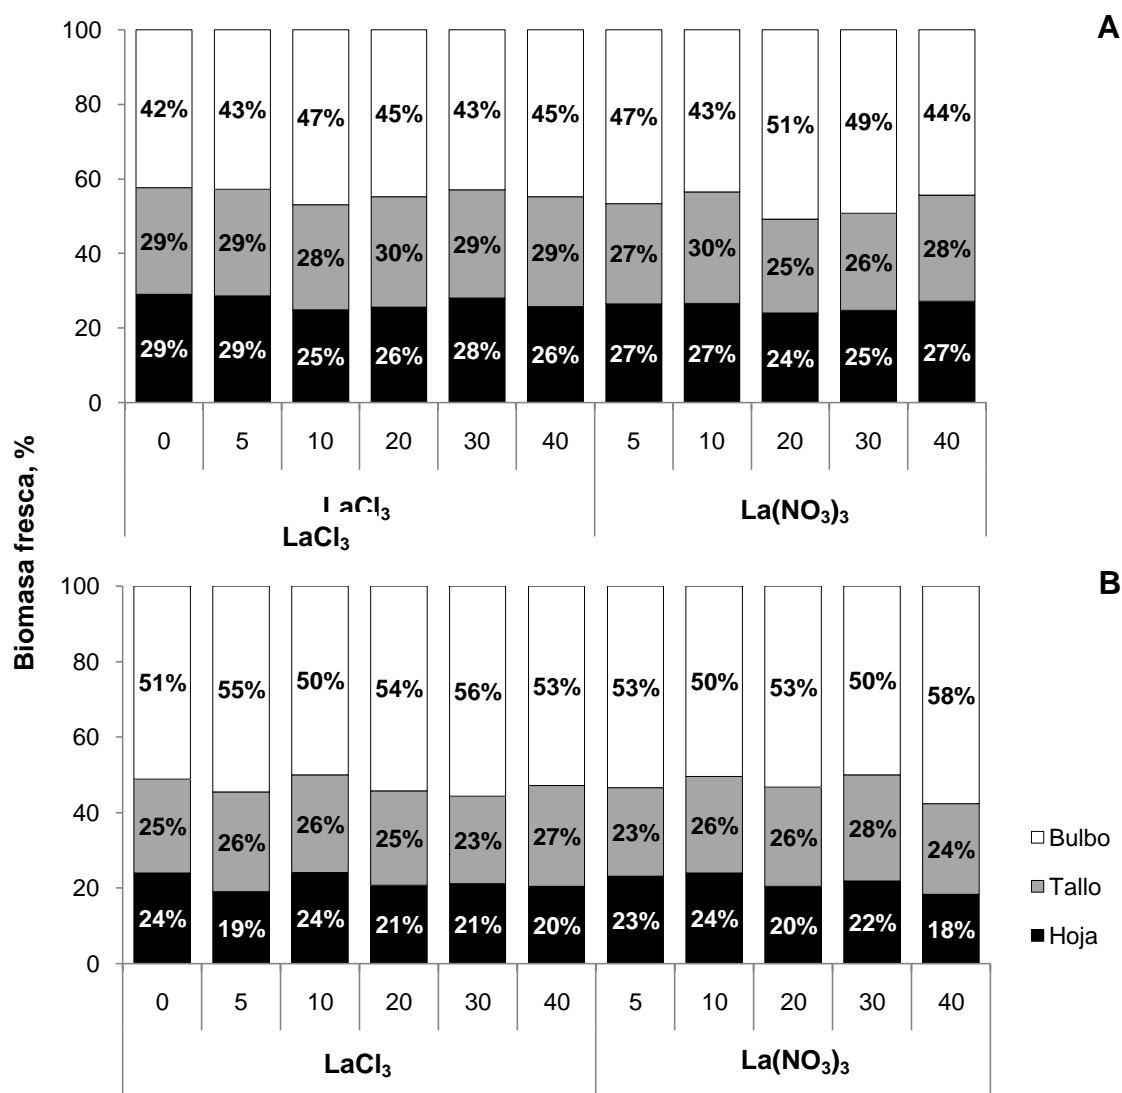 A
Biomasa fresca, %
100
80
60
40
20
0
42% 43% 47% 45% 43% 45% 47% 43% 51% 49% 44%
29% 29% 28% 30% 29% 29% 27% 30% 25% 26% 28%
29% 29% 25% 26% 28% 26% 27% 27% 24% 25% 27%
0 5 10 20 30 40 5 10 20 30 40
LaCl₃ La(NO₃)₃
LaCl₃
B
100
80
60
40
20
0
51% 55% 50% 54% 56% 53% 53% 50% 53% 50% 58%
25% 26% 26% 25% 23% 27% 23% 26% 26% 28% 24%
24% 19% 24% 21% 21% 20% 23% 24% 20% 22% 18%
0 5 10 20 30 40 5 10 20 30 40
LaCl₃ La(NO₃)₃
Bulbo
Tallo
Hoja